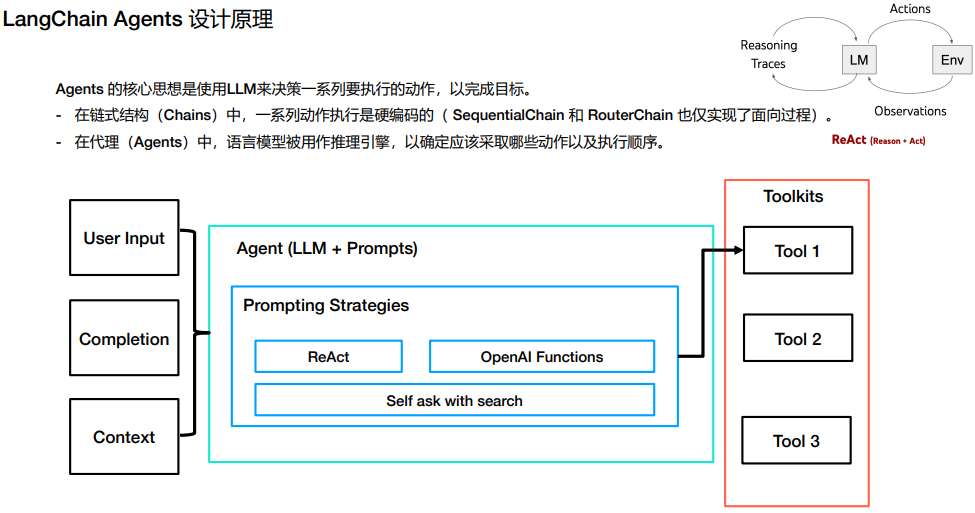 LangChain Agents 设计原理
Actions
Reasoning
Traces
LM
Env
Observations
ReAct (Reason + Act)
Agents 的核心思想是使用LLM来决策一系列要执行的动作，以完成目标。
- 在链式结构（Chains）中，一系列动作执行是硬编码的（ SequentialChain 和 RouterChain 也仅实现了面向过程）。
- 在代理（Agents）中，语言模型被用作推理引擎，以确定应该采取哪些动作以及执行顺序。
User Input
Completion
Context
Agent (LLM + Prompts)
Prompting Strategies
ReAct
OpenAI Functions
Self ask with search
Toolkits
Tool 1
Tool 2
Tool 3